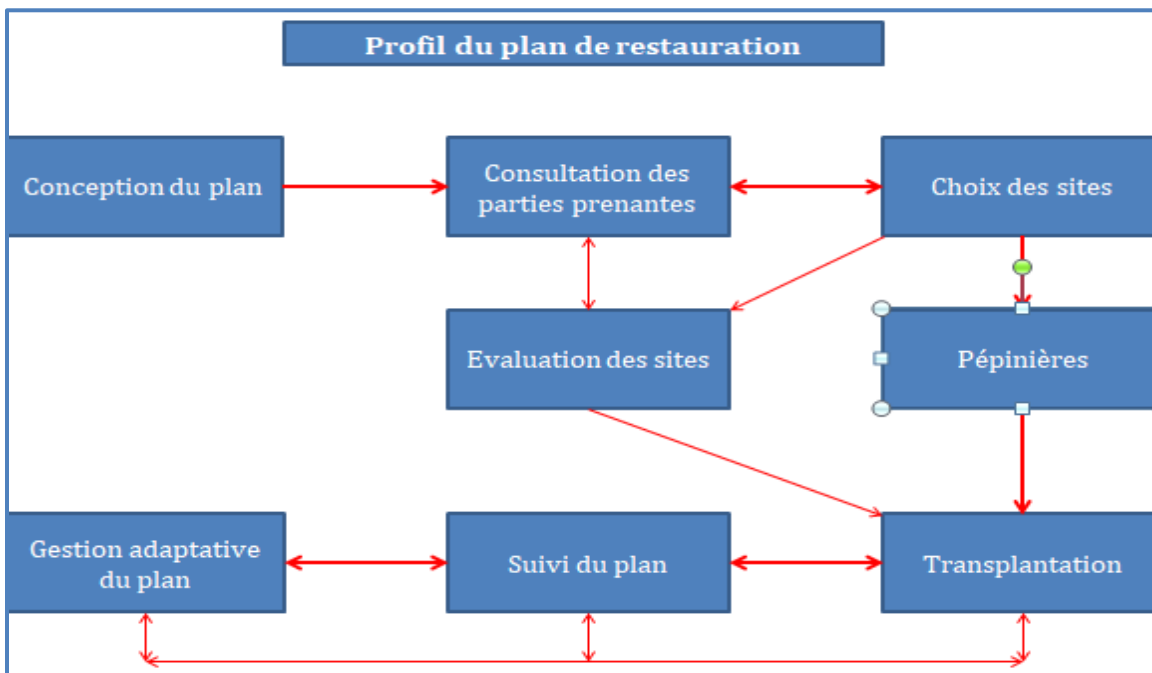 Profil du plan de restauration
Conception du plan
Consultation des
parties prenantes
Choix des sites
Evaluation des sites
Pépinières
Gestion adaptative
du plan
Suivi du plan
Transplantation